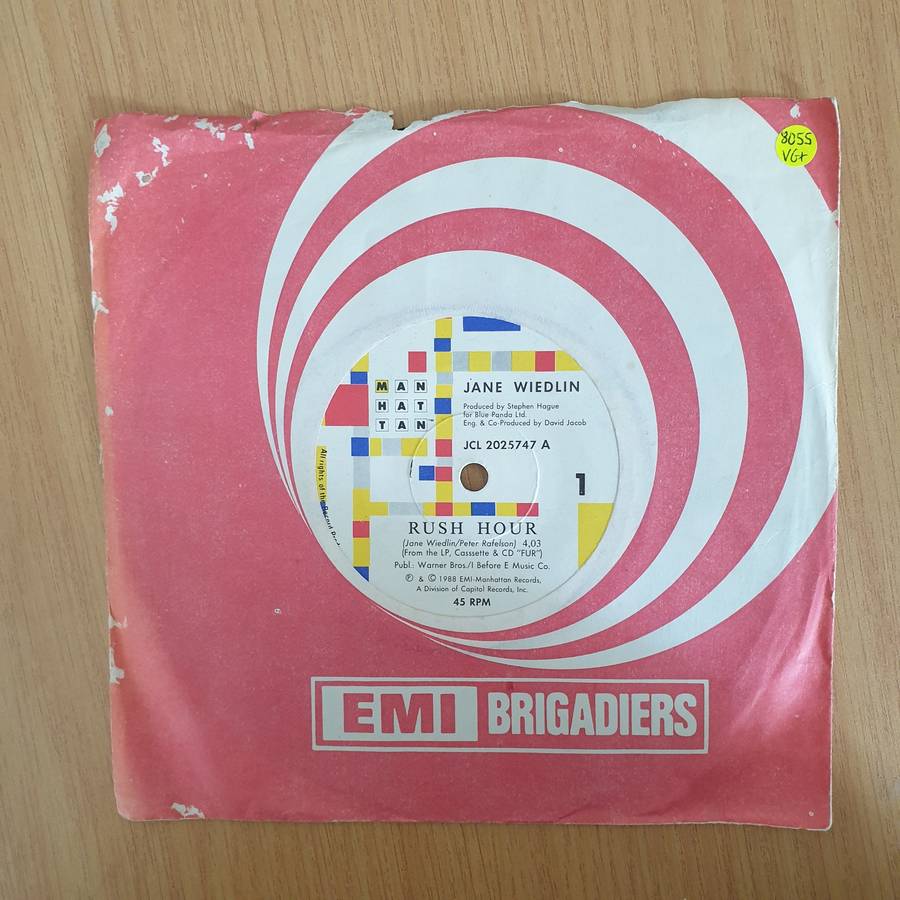 8055
VG+
MAN
HAT
TAN
JANE WIEDLIN
Produced by Stephen Hague
for Blue Panda Ltd.
Eng. & Co-Produced by David Jacob
JCL 2025747 A
1
All rights of the Record Prod
RUSH HOUR
(Jane Wiedlin/Peter Rafelson) 4,03
(From the LP, Casssette & CD "FUR")
Publ.: Warner Bros./I Before E Music Co.
Ⓟ & © 1988 EMI-Manhattan Records,
A Division of Capitol Records, Inc.
45 RPM
EMI BRIGADIERS